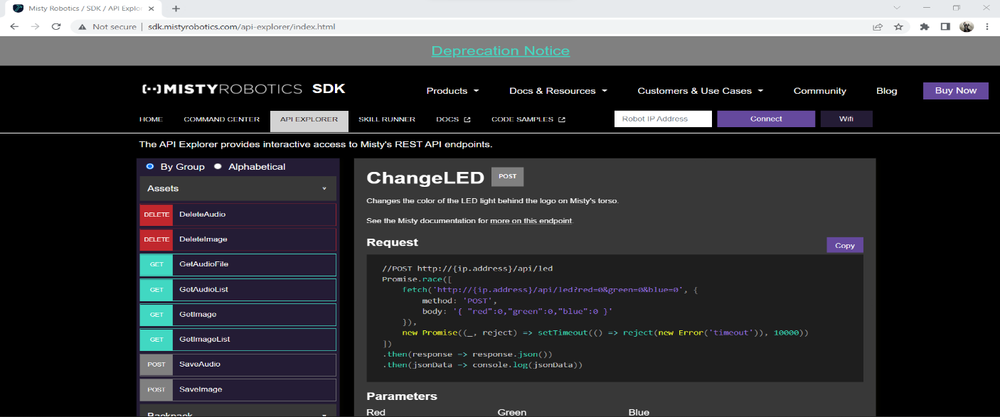 Misty Robotics / SDK / API Explo
Not secure | sdk.mistyrobotics.com/api-explorer/index.html
Deprecation Notice
MISTYROBOTICS SDK
Products Docs & Resources Customers & Use Cases Community Blog Buy Now
HOME COMMAND CENTER API EXPLORER SKILL RUNNER DOCS CODE SAMPLES Robot IP Address Connect Wifi
The API Explorer provides interactive access to Misty's REST API endpoints.
By Group Alphabetical
Assets
DELETE DeleteAudio
DELETE DeleteImage
GET GetAudioFile
GET GetAudioList
GET GetImage
GET GetImageList
POST SaveAudio
POST SaveImage
Backpack
ChangeLED POST
Changes the color of the LED light behind the logo on Misty's torso.
See the Misty documentation for more on this endpoint.
Request
Copy
//POST http://{ip.address}/api/led
Promise.race([
fetch('http://{ip.address}/api/led?red=0&green=0&blue=0', {
method: 'POST',
body: '{ "red":0,"green":0,"blue":0 }'
}),
new Promise((_, reject) => setTimeout(() => reject(new Error('timeout')), 10000))
])
.then(response => response.json())
.then(jsonData => console.log(jsonData))
Parameters
Red Green Blue